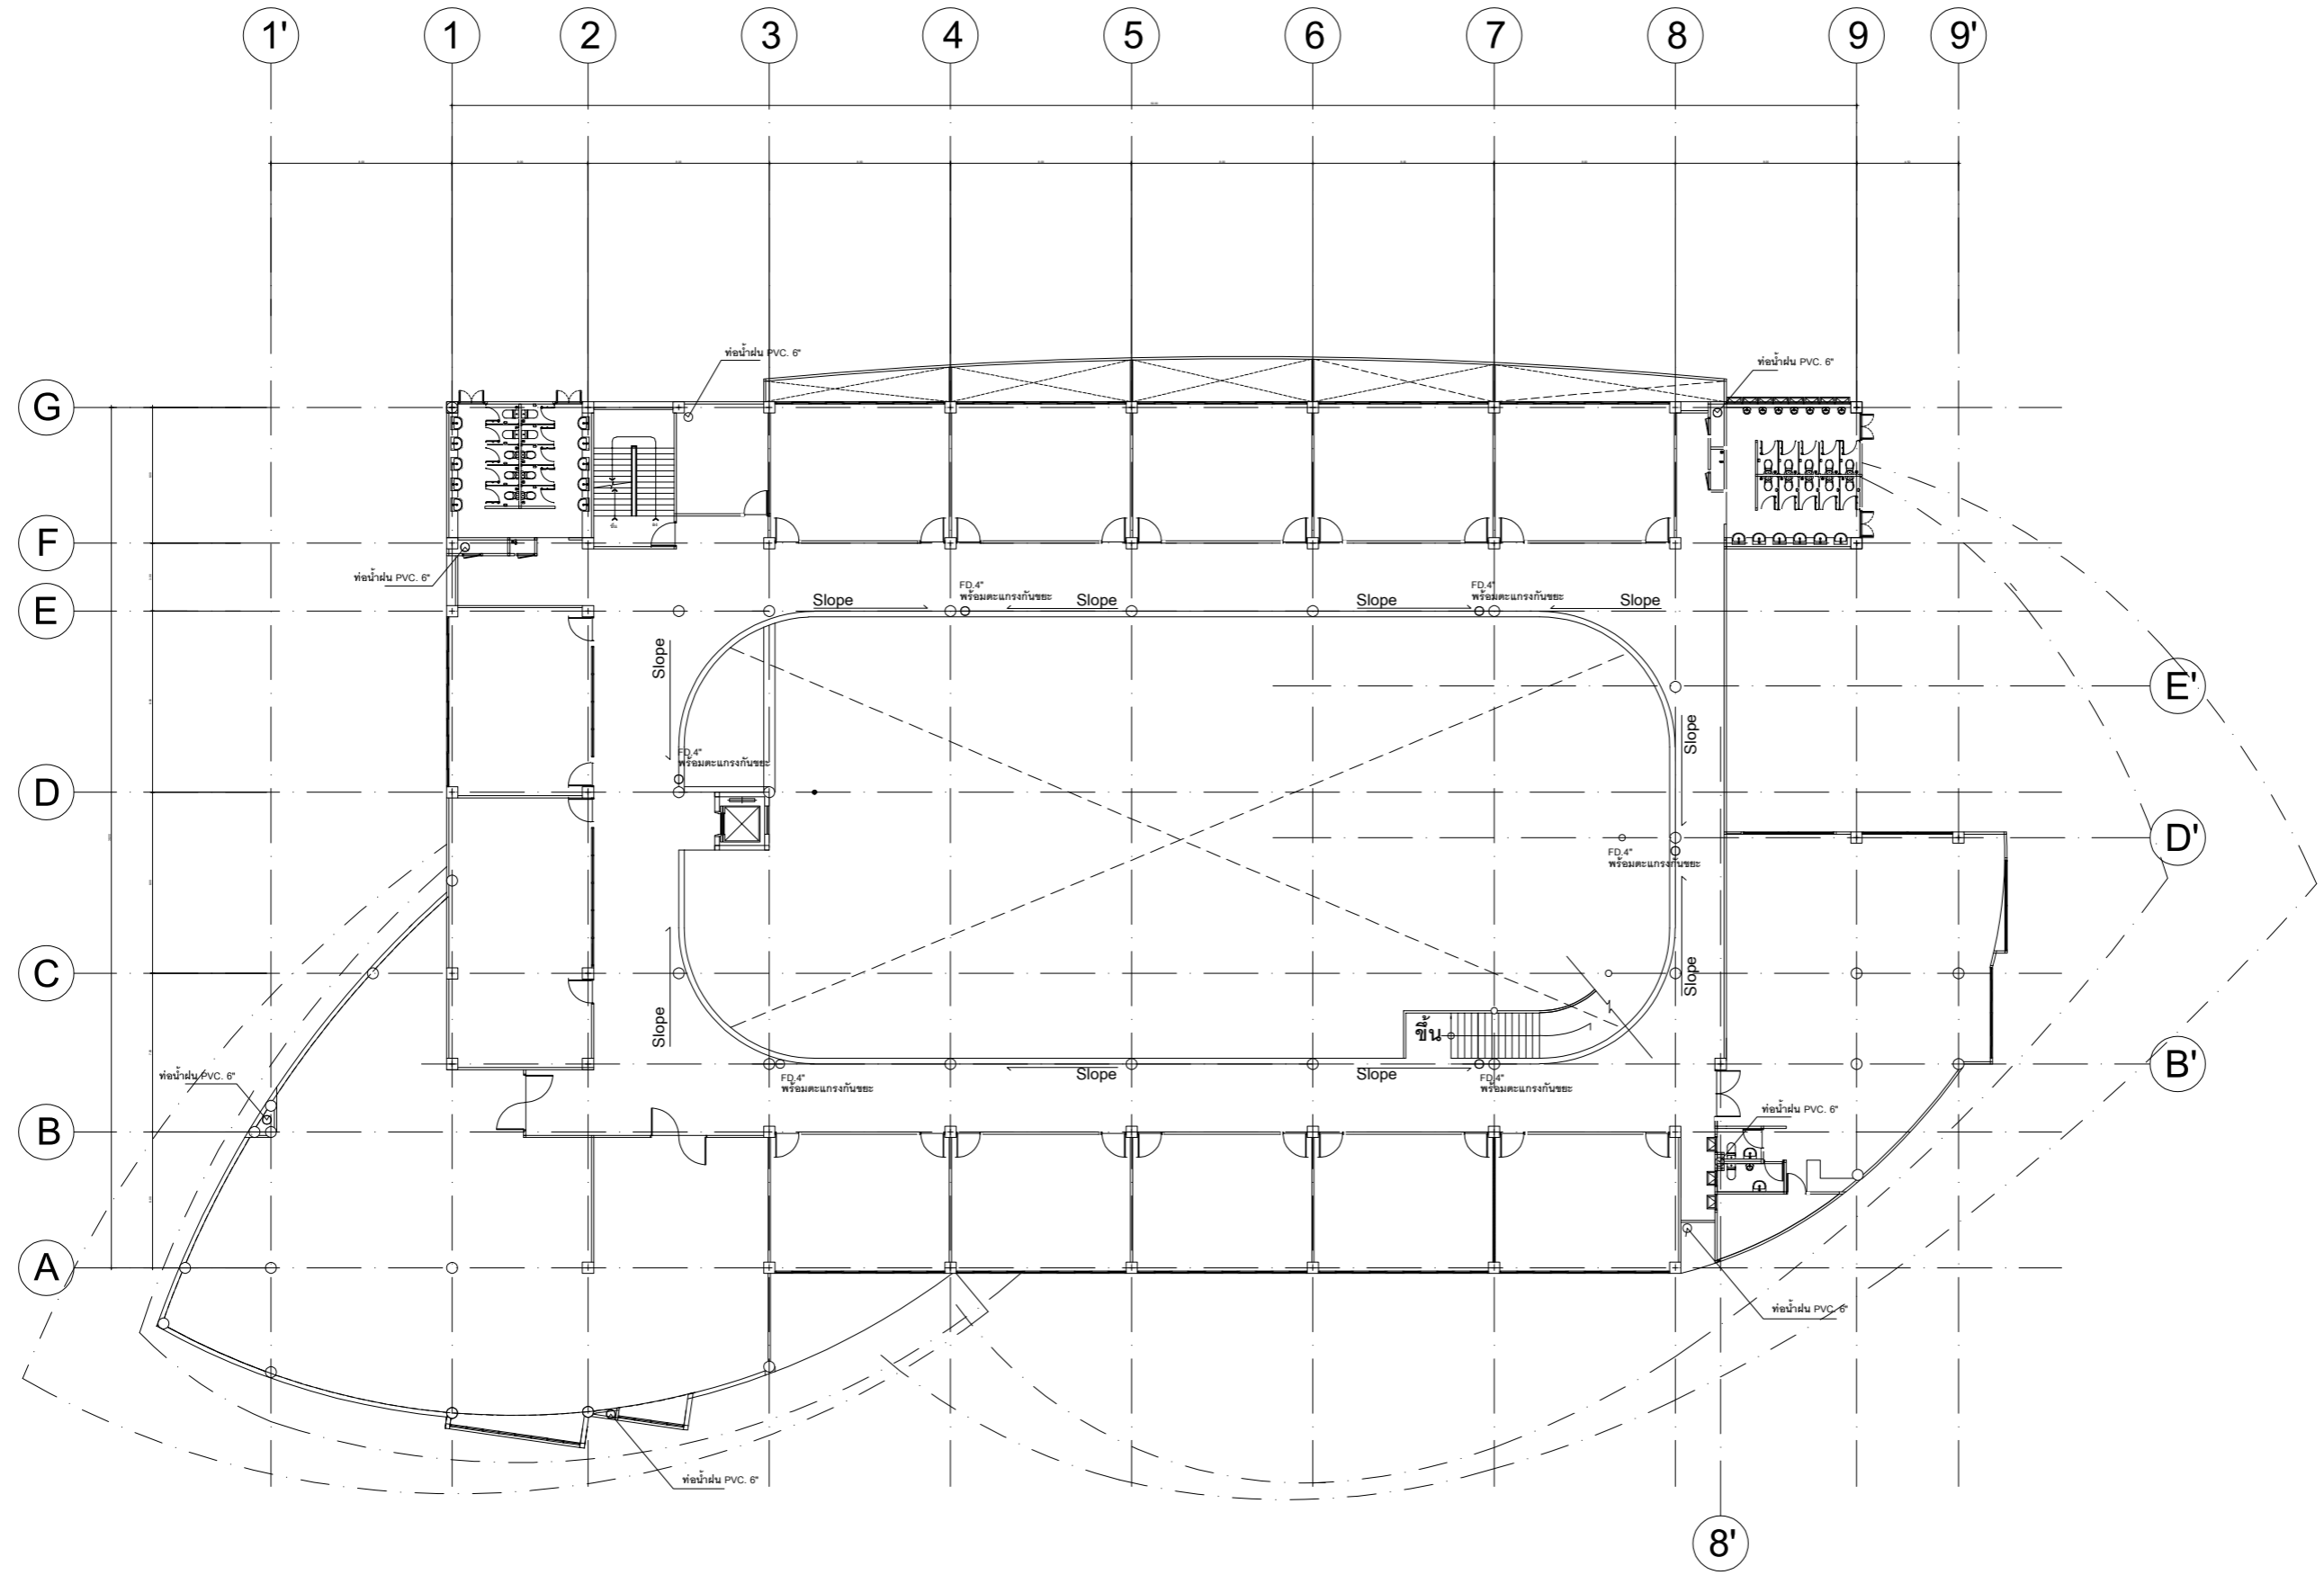 1' 1 2 3 4 5 6 7 8 9 9'
ท่อน้ำฝน PVC. 6"
ท่อน้ำฝน PVC. 6"
G
F
ท่อน้ำฝน PVC. 6"
E
Slope
FD.4"
พร้อมตะแกรงกันขยะ
Slope
Slope
FD.4"
พร้อมตะแกรงกันขยะ
Slope
Slope
E'
Slope
FD.4"
พร้อมตะแกรงกันขยะ
D
D'
FD.4"
พร้อมตะแกรงกันขยะ
C
Slope
Slope
ขึ้น
B'
ท่อน้ำฝน PVC. 6"
FD.4"
พร้อมตะแกรงกันขยะ
Slope
Slope
FD.4"
พร้อมตะแกรงกันขยะ
B
ท่อน้ำฝน PVC. 6"
A
ท่อน้ำฝน PVC. 6"
ท่อน้ำฝน PVC. 6"
8'